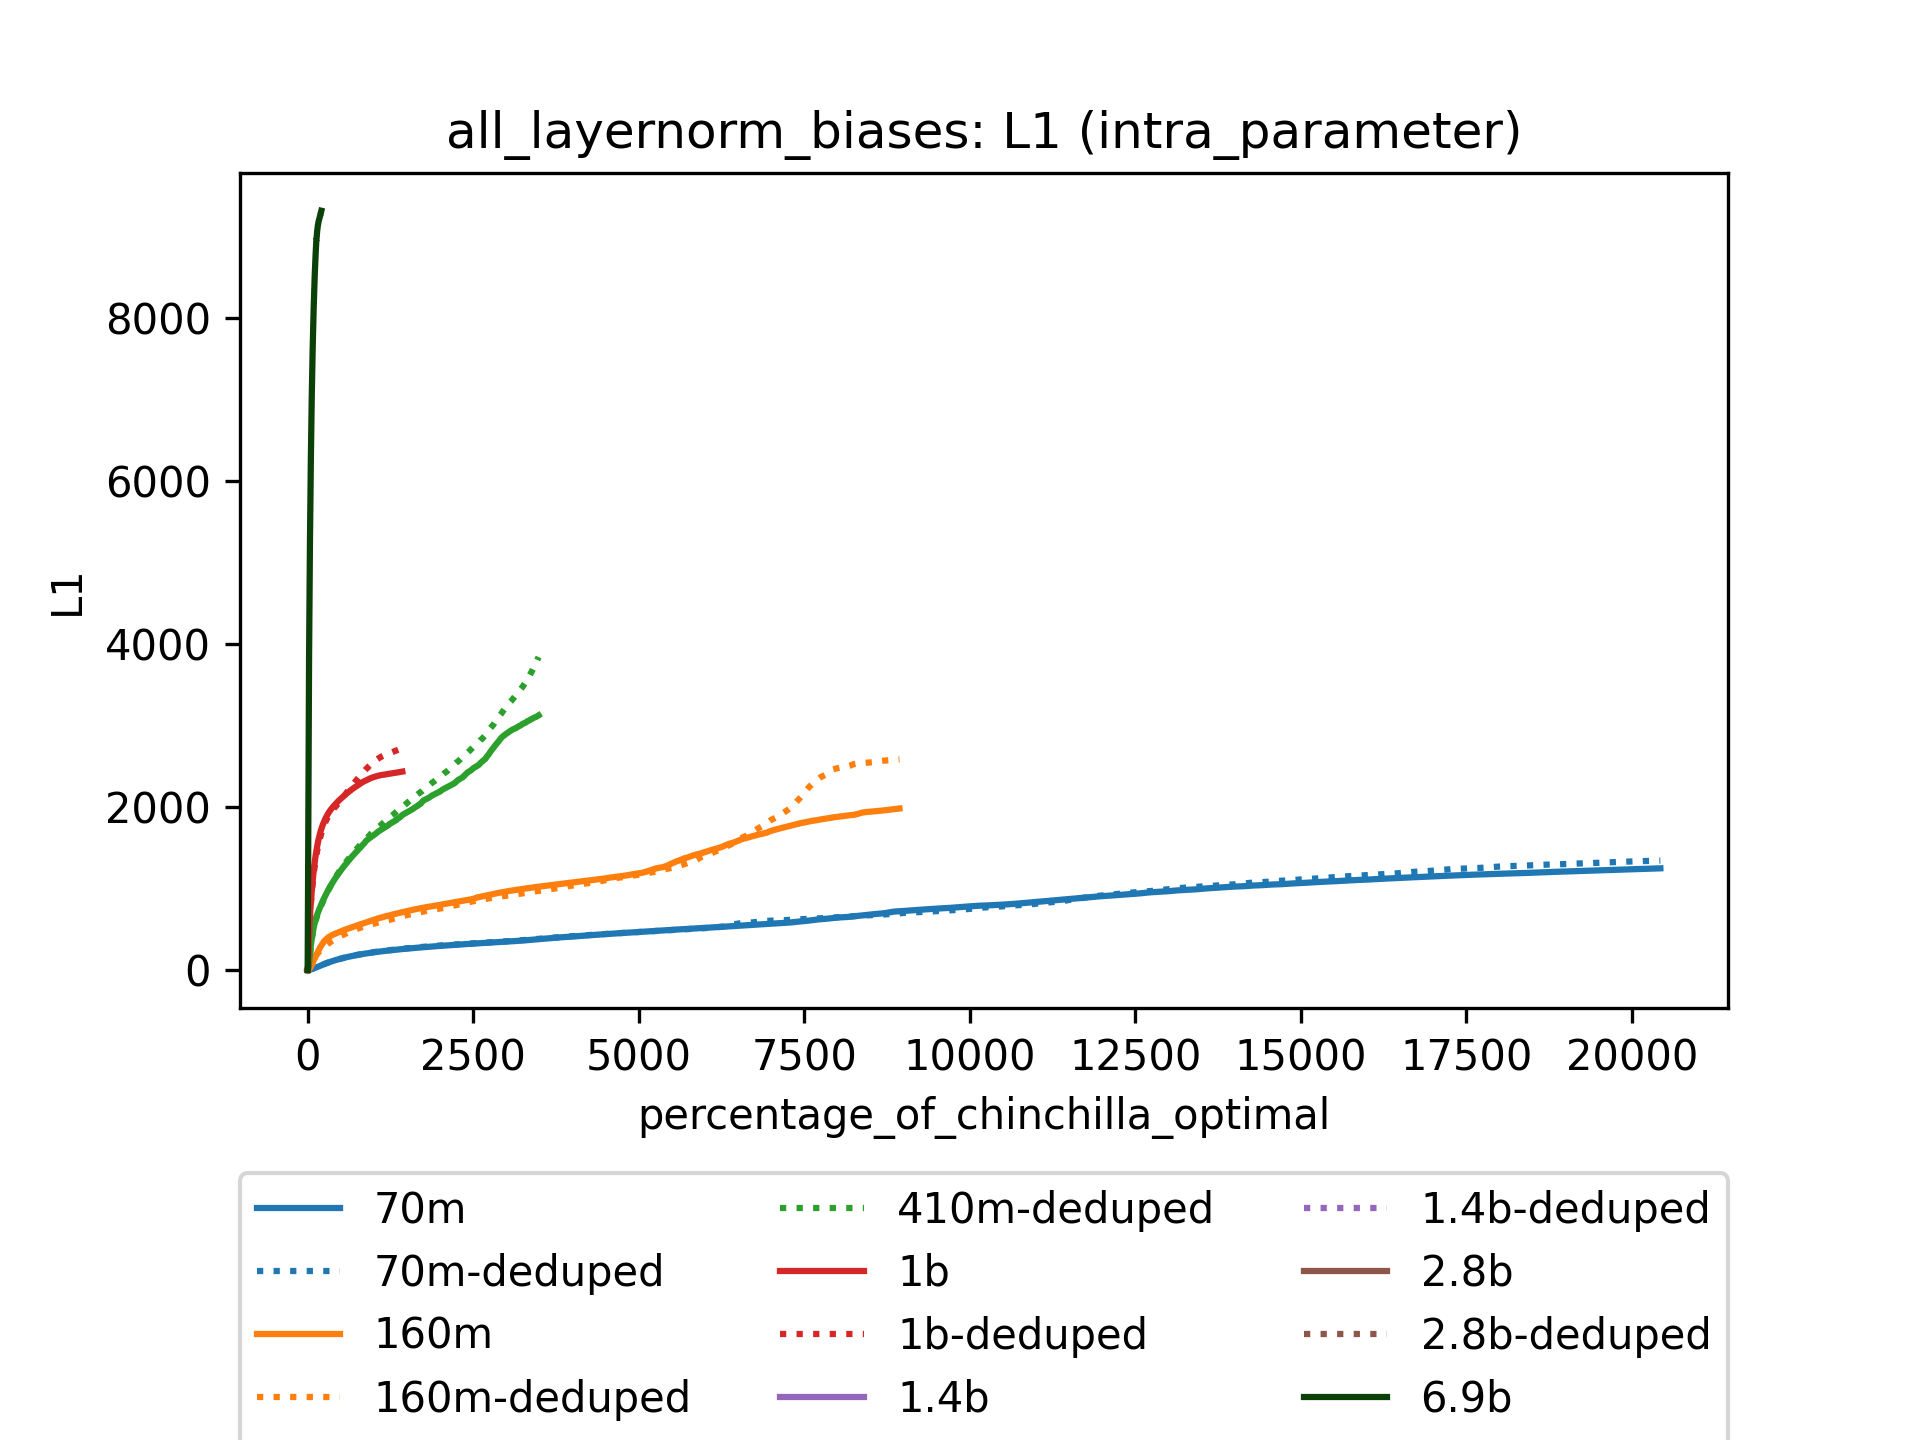 all_layernorm_biases: L1 (intra_parameter)
8000
6000
4000
2000
0
L1
0 2500 5000 7500 10000 12500 15000 17500 20000
percentage_of_chinchilla_optimal
70m
70m-deduped
160m
160m-deduped
410m-deduped
1b
1b-deduped
1.4b
1.4b-deduped
2.8b
2.8b-deduped
6.9b